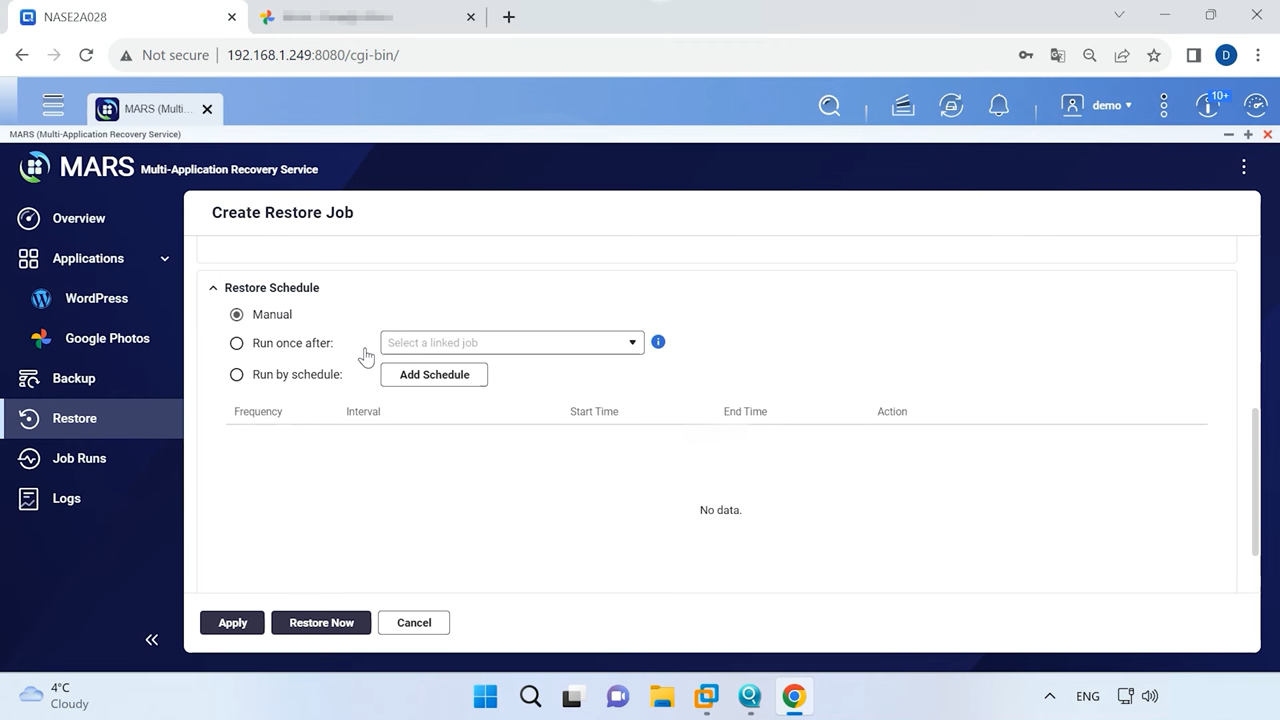 NASE2A028
Not secure
192.168.1.249:8080/cgi-bin/
D
MARS (Multi...
demo
10+
MARS (Multi-Application Recovery Service)
MARS Multi-Application Recovery Service
Overview
Applications
WordPress
Google Photos
Backup
Restore
Job Runs
Logs
Create Restore Job
Restore Schedule
Manual
Run once after:
Select a linked job
Run by schedule:
Add Schedule
Frequency Interval Start Time End Time Action
No data.
Apply Restore Now Cancel
4°C
Cloudy
ENG